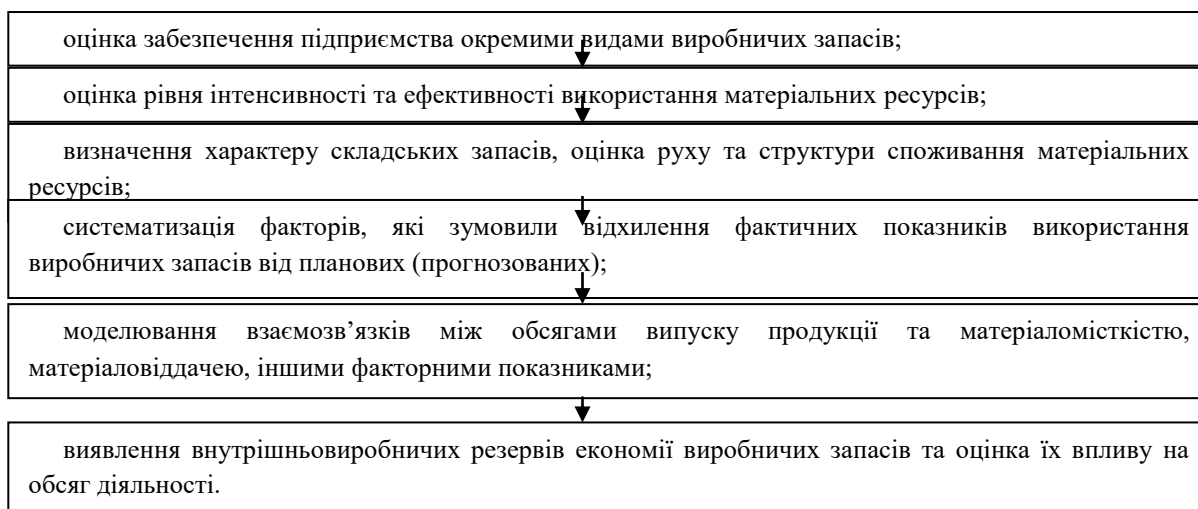 оцінка забезпечення підприємства окремими видами виробничих запасів;
оцінка рівня інтенсивності та ефективності використання матеріальних ресурсів;
визначення характеру складських запасів, оцінка руху та структури споживання матеріальних
ресурсів;
систематизація факторів, які зумовили відхилення фактичних показників використання
виробничих запасів від планових (прогнозованих);
моделювання взаємозв’язків між обсягами випуску продукції та матеріаломісткістю,
матеріаловіддачею, іншими факторними показниками;
виявлення внутрішньовиробничих резервів економії виробничих запасів та оцінка їх впливу на
обсяг діяльності.